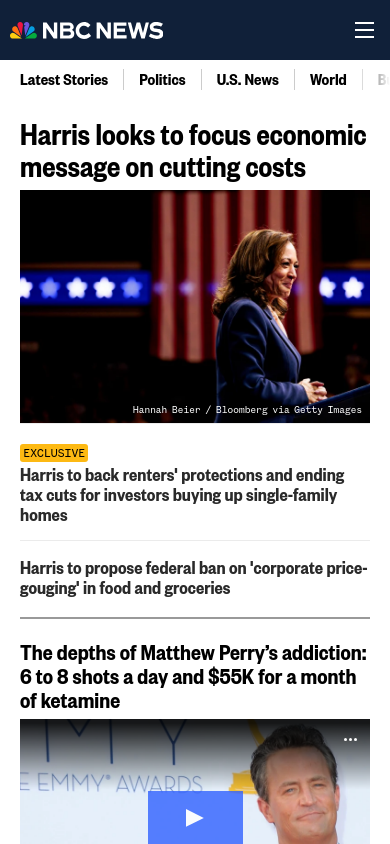 NBC NEWS
Latest Stories
Politics
U.S. News
World
Harris looks to focus economic
message on cutting costs
Hannah Beier / Bloomberg via Getty Images
EXCLUSIVE
Harris to back renters' protections and ending
tax cuts for investors buying up single-family
homes
Harris to propose federal ban on 'corporate price-
gouging' in food and groceries
The depths of Matthew Perry’s addiction:
6 to 8 shots a day and $55K for a month
of ketamine
EMMY® AWARDS